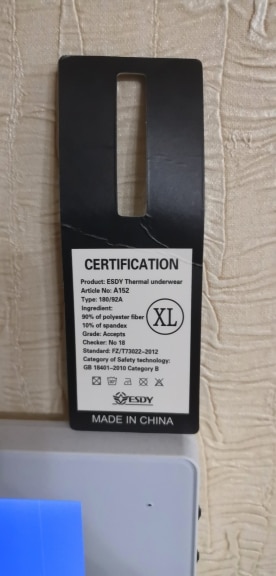 CERTIFICATION
Product: ESDY Thermal underwear
Article No: A152
Type: 180/92A
Ingredient:
90% of polyester fiber
10% of spandex
XL
Grade: Accepts
Checker: No 18
Standard: FZ/T73022-2012
Category of Safety technology:
GB 18401-2010 Category B
ESDY
MADE IN CHINA